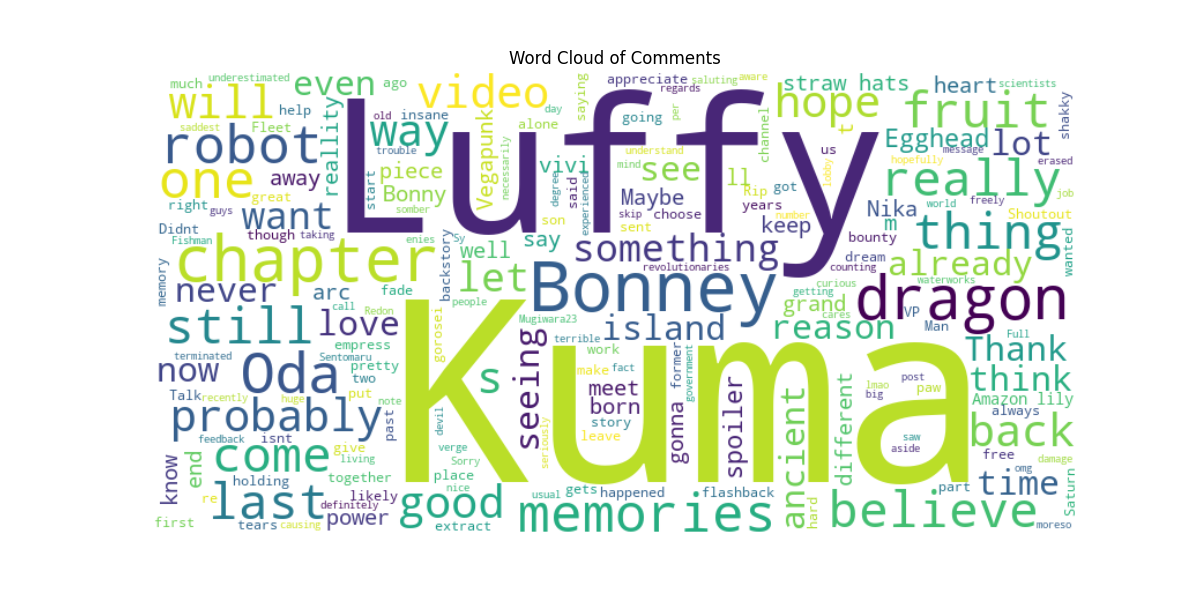 Word Cloud of Comments
much underestimated even ago video saying appreciate saluting aware straw hats heart scientists
regards
will help old insane Luffy day going per channel hope fruit shakky
saddest Fleet reallity way Vegapunk alone t Egghead lot
robot trouble necessarily understand us lobby hopefully message erased
one away start piece vivi mind see ll really
great Bonny degree said experienced Maybe Rip got Nika world freely job
right guys want somber son skip choose years number m Shoutout
Didnt though taking sent keep bounty thing wanted
Fishman enies Sy well say something dream
chapter backstory revolutionaries counting already
memory never arc call fade let people Bonney getting curious cares waterworks
Redon grand dragon
still love gorosei Mugiwara23 island reason VP Man Full
empress terrible work Thank
terminated Sentomaru pretty seeing make fact former government
now Oda two Kuma s meet born spoiler lmao big post paw think
Talk recently huge put note past story different Amazon lily
probably devil leave gonna ancient always back
feedback isnt verge seriously saw aside free
know end come give living Sorry omg damage
together place nice
re holding likely usual gets happened flashback part time Saturn
last definitely good memories hard believe
first tears causing power extract moreso